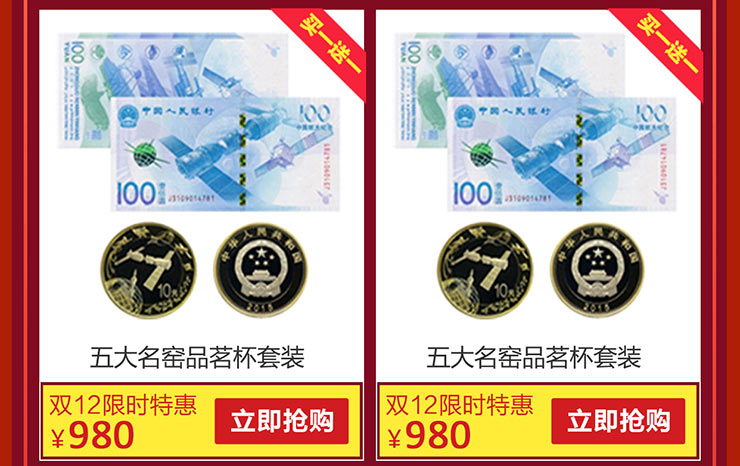 买一送一
中国人民银行
100
中国航天纪念
100
J3109014781
10元
中华人民共和国
2015
五大名窑品茗杯套装
双12限时特惠
¥980
立即抢购
买一送一
中国人民银行
100
100
J3109014781
10元
中华人民共和国
2015
五大名窑品茗杯套装
双12限时特惠
¥980
立即抢购